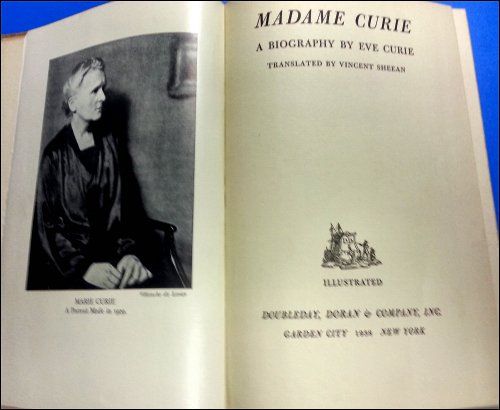 MARIE CURIE
A Portrait Made in 1929.
MADAME CURIE
A BIOGRAPHY BY EVE CURIE
TRANSLATED BY VINCENT SHEEAN
ILLUSTRATED
DOUBLEDAY, DORAN & COMPANY, INC.
GARDEN CITY NEW YORK